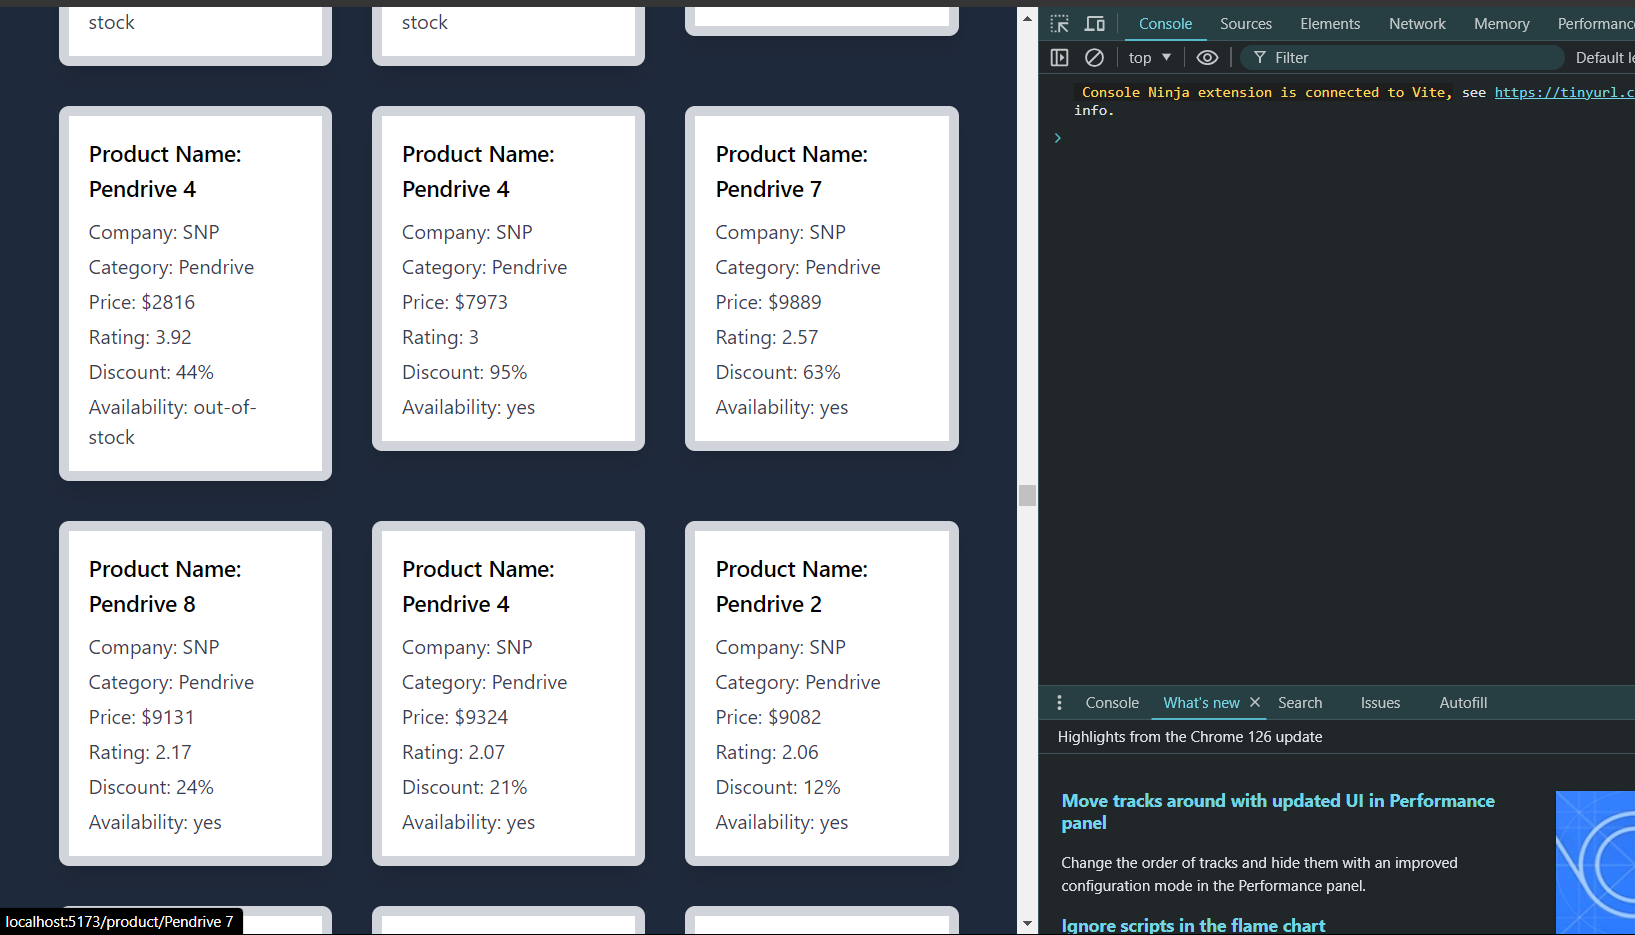 stock
stock
Product Name:
Pendrive 4
Company: SNP
Category: Pendrive
Price: $2816
Rating: 3.92
Discount: 44%
Availability: out-of-
stock
Product Name:
Pendrive 4
Company: SNP
Category: Pendrive
Price: $7973
Rating: 3
Discount: 95%
Availability: yes
Product Name:
Pendrive 7
Company: SNP
Category: Pendrive
Price: $9889
Rating: 2.57
Discount: 63%
Availability: yes
Product Name:
Pendrive 8
Company: SNP
Category: Pendrive
Price: $9131
Rating: 2.17
Discount: 24%
Availability: yes
Product Name:
Pendrive 4
Company: SNP
Category: Pendrive
Price: $9324
Rating: 2.07
Discount: 21%
Availability: yes
Product Name:
Pendrive 2
Company: SNP
Category: Pendrive
Price: $9082
Rating: 2.06
Discount: 12%
Availability: yes
localhost:5173/product/Pendrive 7
Console Sources Elements Network Memory Performanc
top Filter Default le
Console Ninja extension is connected to Vite, see https://tinyurl.c
info.
Console What's new Search Issues Autofill
Highlights from the Chrome 126 update
Move tracks around with updated UI in Performance
panel
Change the order of tracks and hide them with an improved
configuration mode in the Performance panel.
Ignore scripts in the flame chart